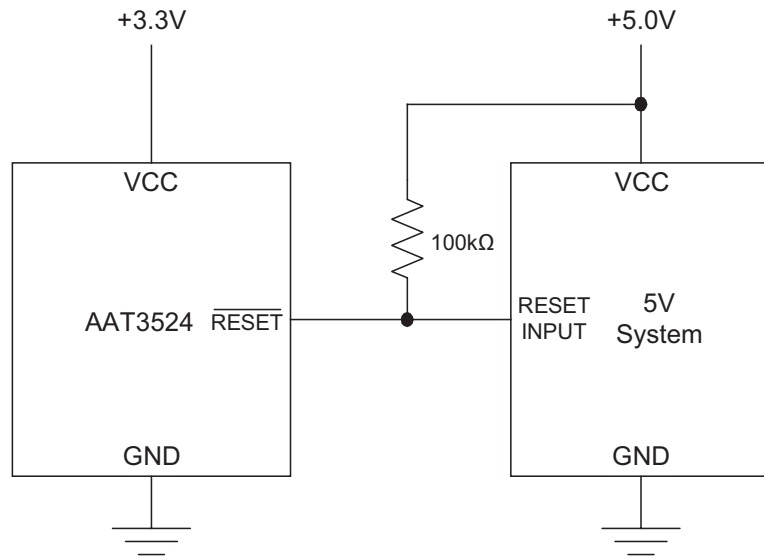 +3.3V
+5.0V
VCC
VCC
100kΩ
AAT3524
RESET
RESET
INPUT
5V
System
GND
GND